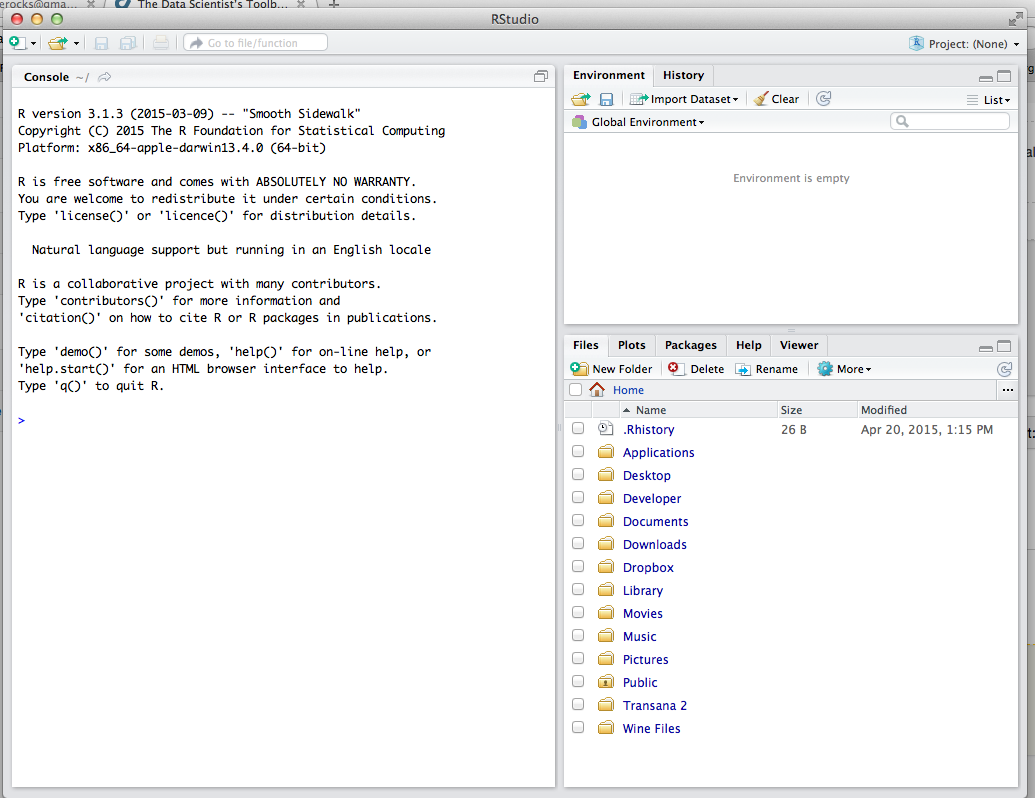 erocks@gma...
The Data Scientist's Toolb...
RStudio
Go to file/function
Project: (None)
Console ~/
R version 3.1.3 (2015-03-09) -- "Smooth Sidewalk"
Copyright (C) 2015 The R Foundation for Statistical Computing
Platform: x86_64-apple-darwin13.4.0 (64-bit)
R is free software and comes with ABSOLUTELY NO WARRANTY.
You are welcome to redistribute it under certain conditions.
Type 'license()' or 'licence()' for distribution details.
Natural language support but running in an English locale
R is a collaborative project with many contributors.
Type 'contributors()' for more information and
'citation()' on how to cite R or R packages in publications.
Type 'demo()' for some demos, 'help()' for on-line help, or
'help.start()' for an HTML browser interface to help.
Type 'q()' to quit R.
>
Environment History
Import Dataset Clear List
Global Environment
Environment is empty
Files Plots Packages Help Viewer
New Folder Delete Rename More
Home ...
Name Size Modified
.Rhistory 26 B Apr 20, 2015, 1:15 PM
Applications
Desktop
Developer
Documents
Downloads
Dropbox
Library
Movies
Music
Pictures
Public
Transana 2
Wine Files